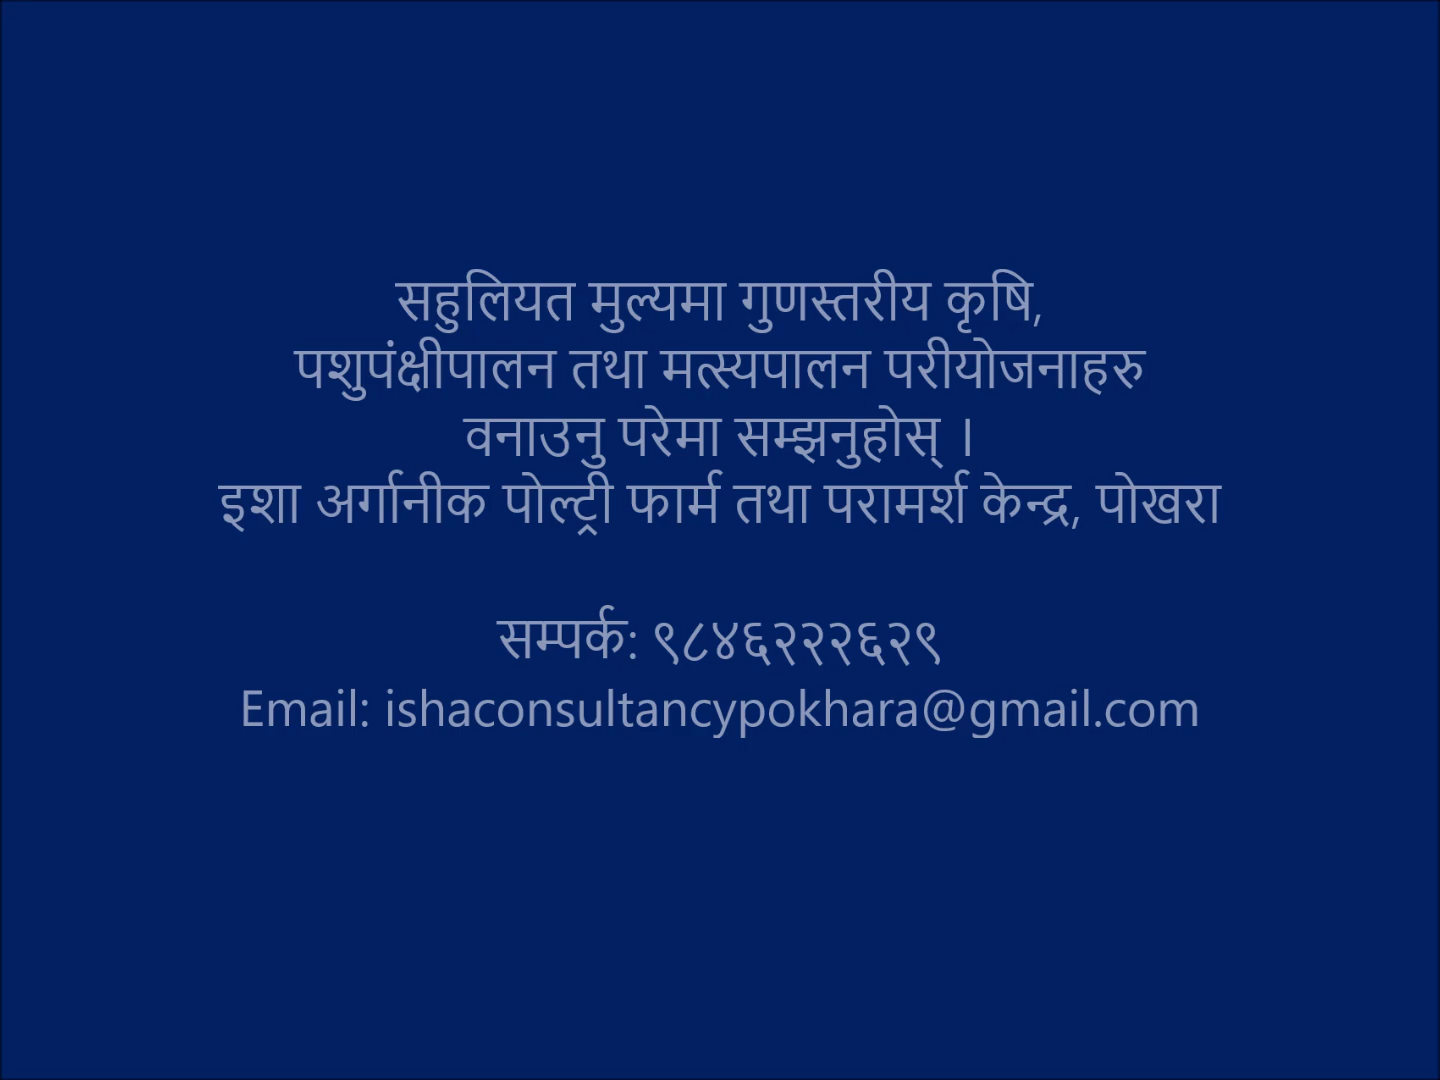 सहुलियत मुल्यमा गुणस्तरीय कृषि,
पशुपंक्षीपालन तथा मत्स्यपालन परीयोजनाहरु
वनाउनु परेमा सम्झनुहोस् ।
इशा अर्गानीक पोल्ट्री फार्म तथा परामर्श केन्द्र, पोखरा
सम्पर्क: ९८४६२२२६२९
Email: ishaconsultancypokhara@gmail.com